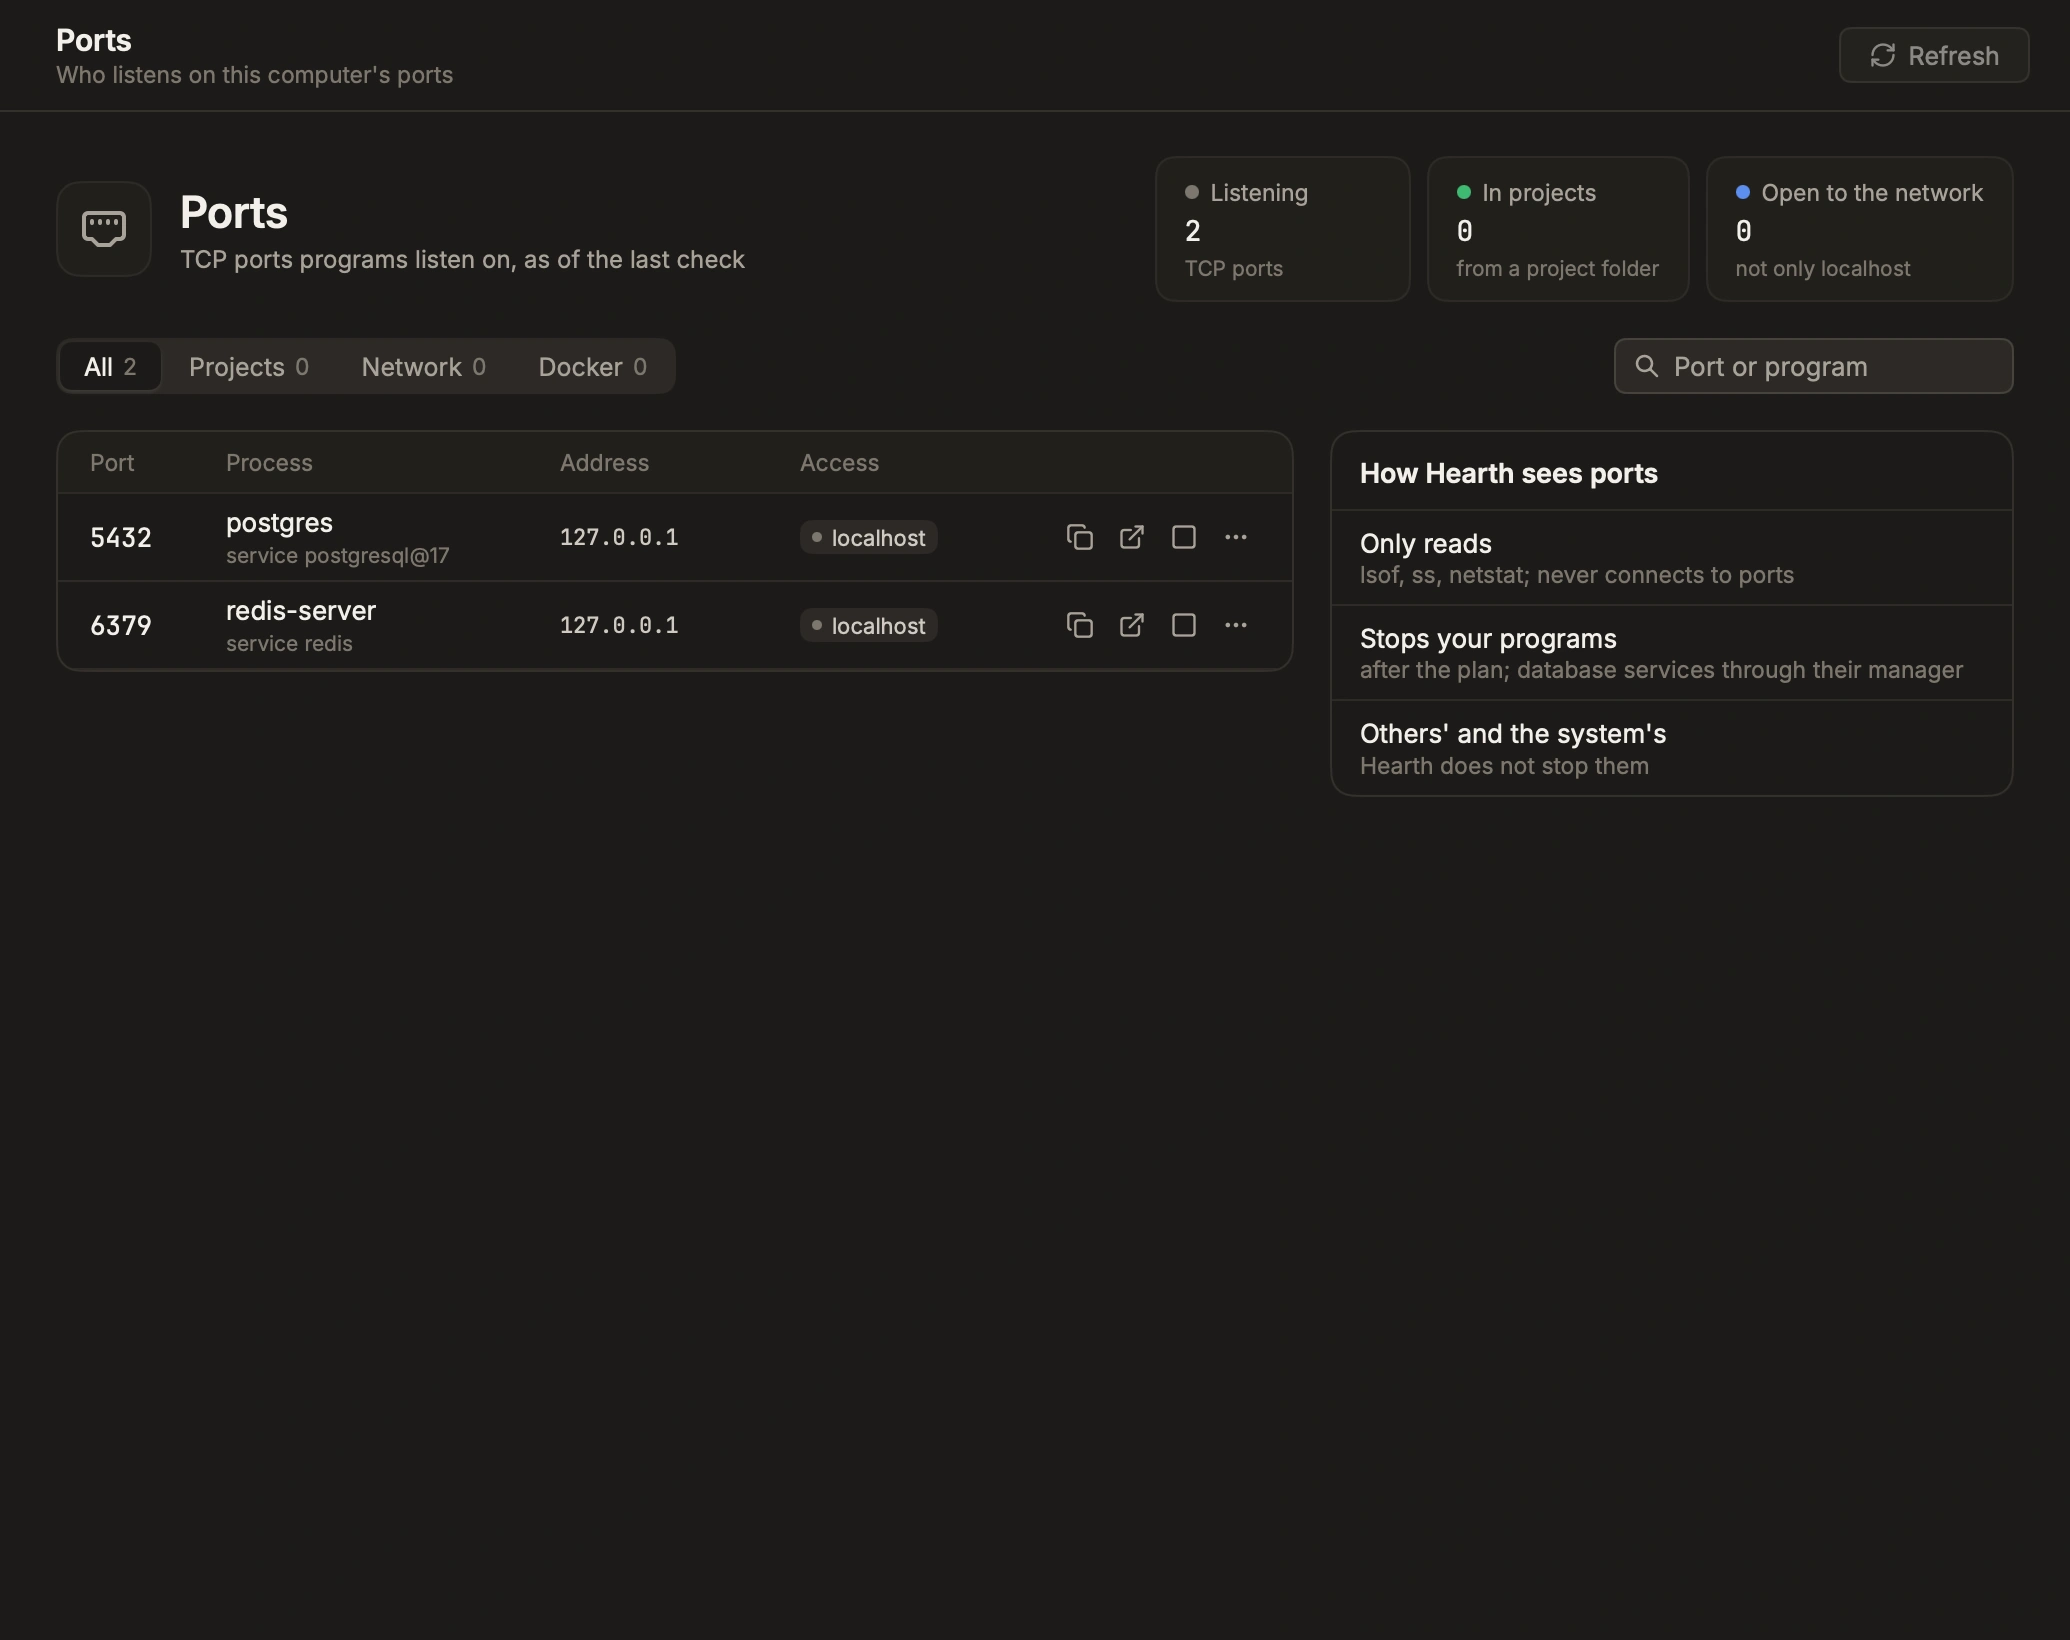 Ports
Who listens on this computer's ports
Refresh
Ports
TCP ports programs listen on, as of the last check
Listening
2
TCP ports
In projects
0
from a project folder
Open to the network
0
not only localhost
All 2
Projects 0
Network 0
Docker 0
Port or program
Port Process Address Access
5432 postgres 127.0.0.1 localhost
service postgresql@17
6379 redis-server 127.0.0.1 localhost
service redis
How Hearth sees ports
Only reads
lsof, ss, netstat; never connects to ports
Stops your programs
after the plan; database services through their manager
Others' and the system's
Hearth does not stop them